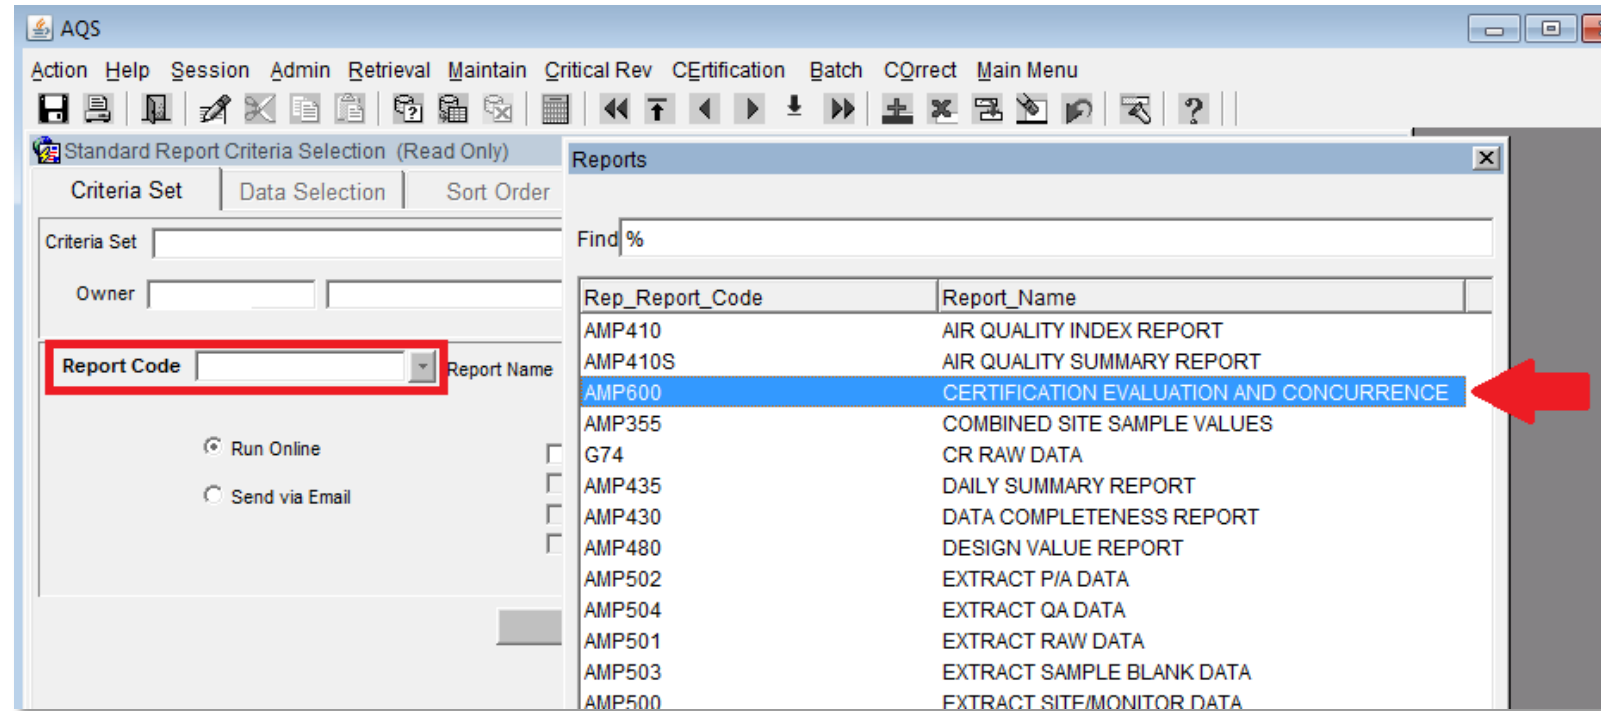 AQS
Action Help Session Admin Retrieval Maintain Critical Rev CErtification Batch COrrect Main Menu
Standard Report Criteria Selection (Read Only)
Criteria Set Data Selection Sort Order
Criteria Set
Owner
Report Code Report Name
Run Online
Send via Email
Reports
Find %
Rep_Report_Code Report_Name
AMP410 AIR QUALITY INDEX REPORT
AMP410S AIR QUALITY SUMMARY REPORT
AMP600 CERTIFICATION EVALUATION AND CONCURRENCE
AMP355 COMBINED SITE SAMPLE VALUES
G74 CR RAW DATA
AMP435 DAILY SUMMARY REPORT
AMP430 DATA COMPLETENESS REPORT
AMP480 DESIGN VALUE REPORT
AMP502 EXTRACT P/A DATA
AMP504 EXTRACT QA DATA
AMP501 EXTRACT RAW DATA
AMP503 EXTRACT SAMPLE BLANK DATA
AMP500 EXTRACT SITE/MONITOR DATA